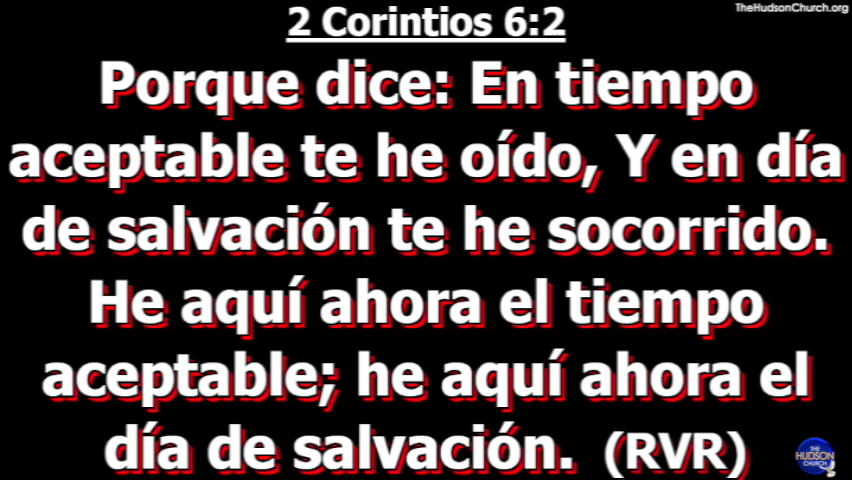 TheHudsonChurch.org
2 Corintios 6:2
Porque dice: En tiempo
aceptable te he oído, Y en día
de salvación te he socorrido.
He aquí ahora el tiempo
aceptable; he aquí ahora el
día de salvación. (RVR)
THE
HUDSON
CHURCH